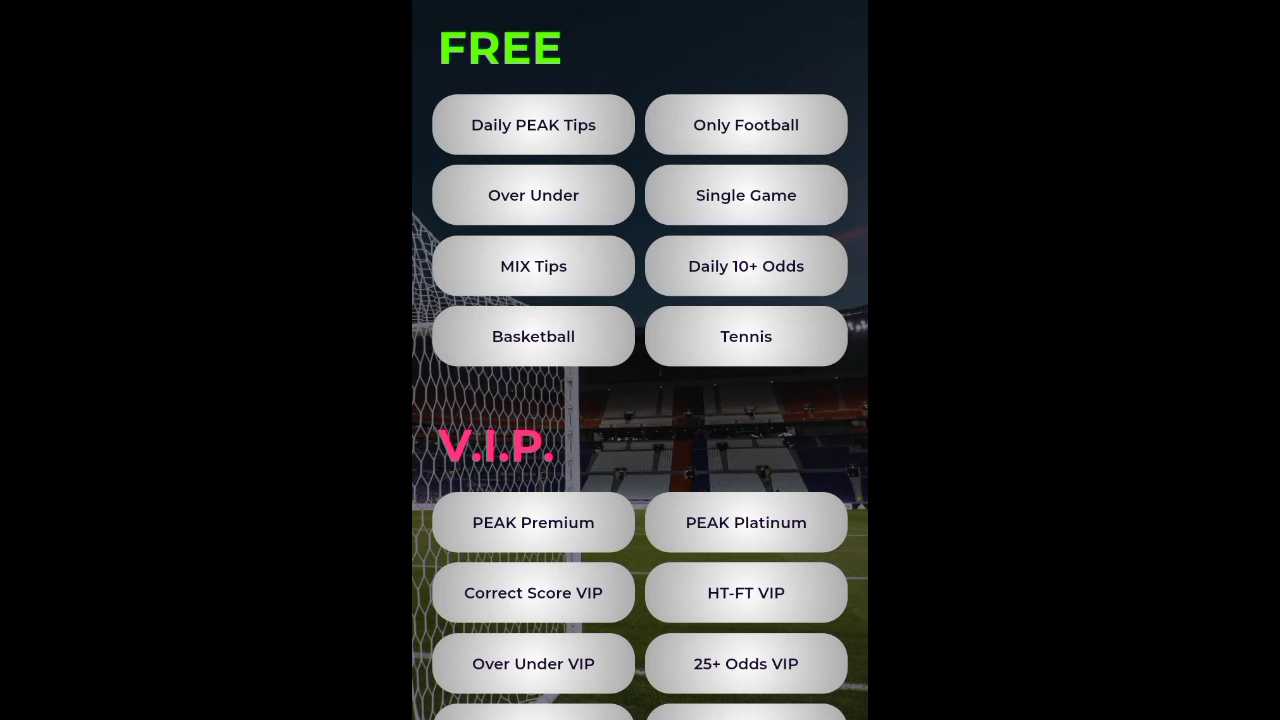 FREE
Daily PEAK Tips
Only Football
Over Under
Single Game
MIX Tips
Daily 10+ Odds
Basketball
Tennis
V.I.P.
PEAK Premium
PEAK Platinum
Correct Score VIP
HT-FT VIP
Over Under VIP
25+ Odds VIP